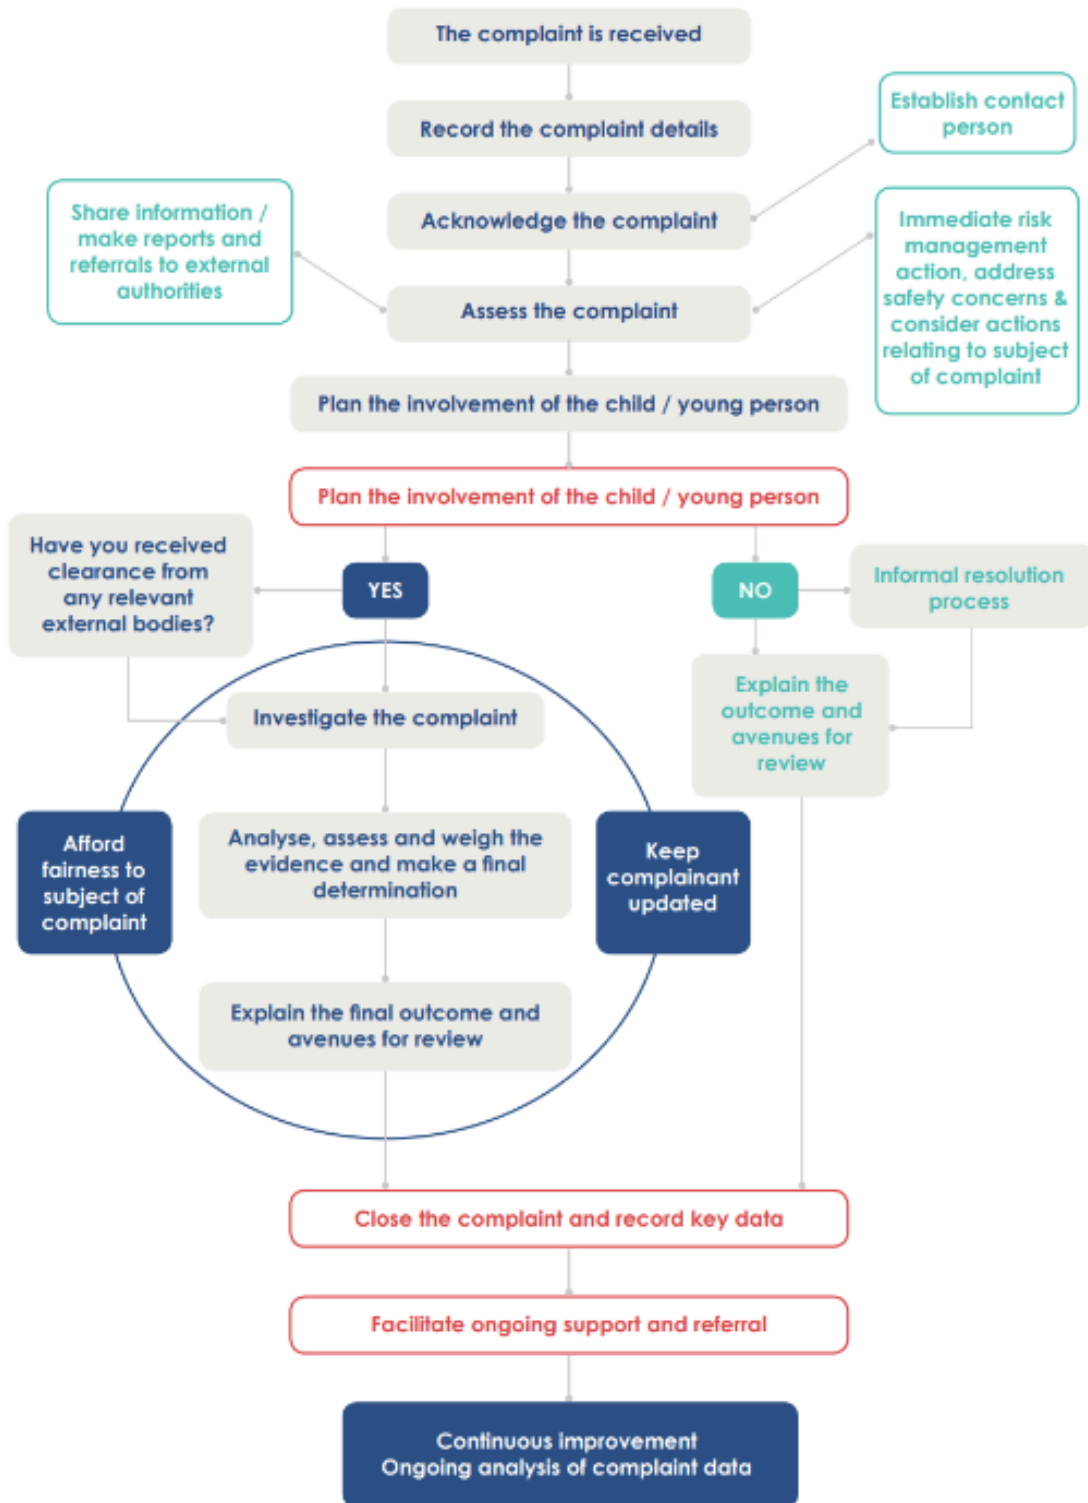 The complaint is received
Record the complaint details
Establish contact
person
Acknowledge the complaint
Share information /
make reports and
referrals to external
authorities
Immediate risk
management
action, address
safety concerns &
consider actions
relating to subject
of complaint
Assess the complaint
Plan the involvement of the child / young person
Plan the involvement of the child / young person
Have you received
clearance from
any relevant
external bodies?
YES
NO
Informal resolution
process
Investigate the complaint
Explain the
outcome and
avenues for
review
Afford
fairness to
subject of
complaint
Analyse, assess and weigh the
evidence and make a final
determination
Keep
complainant
updated
Explain the final outcome and
avenues for review
Close the complaint and record key data
Facilitate ongoing support and referral
Continuous improvement
Ongoing analysis of complaint data